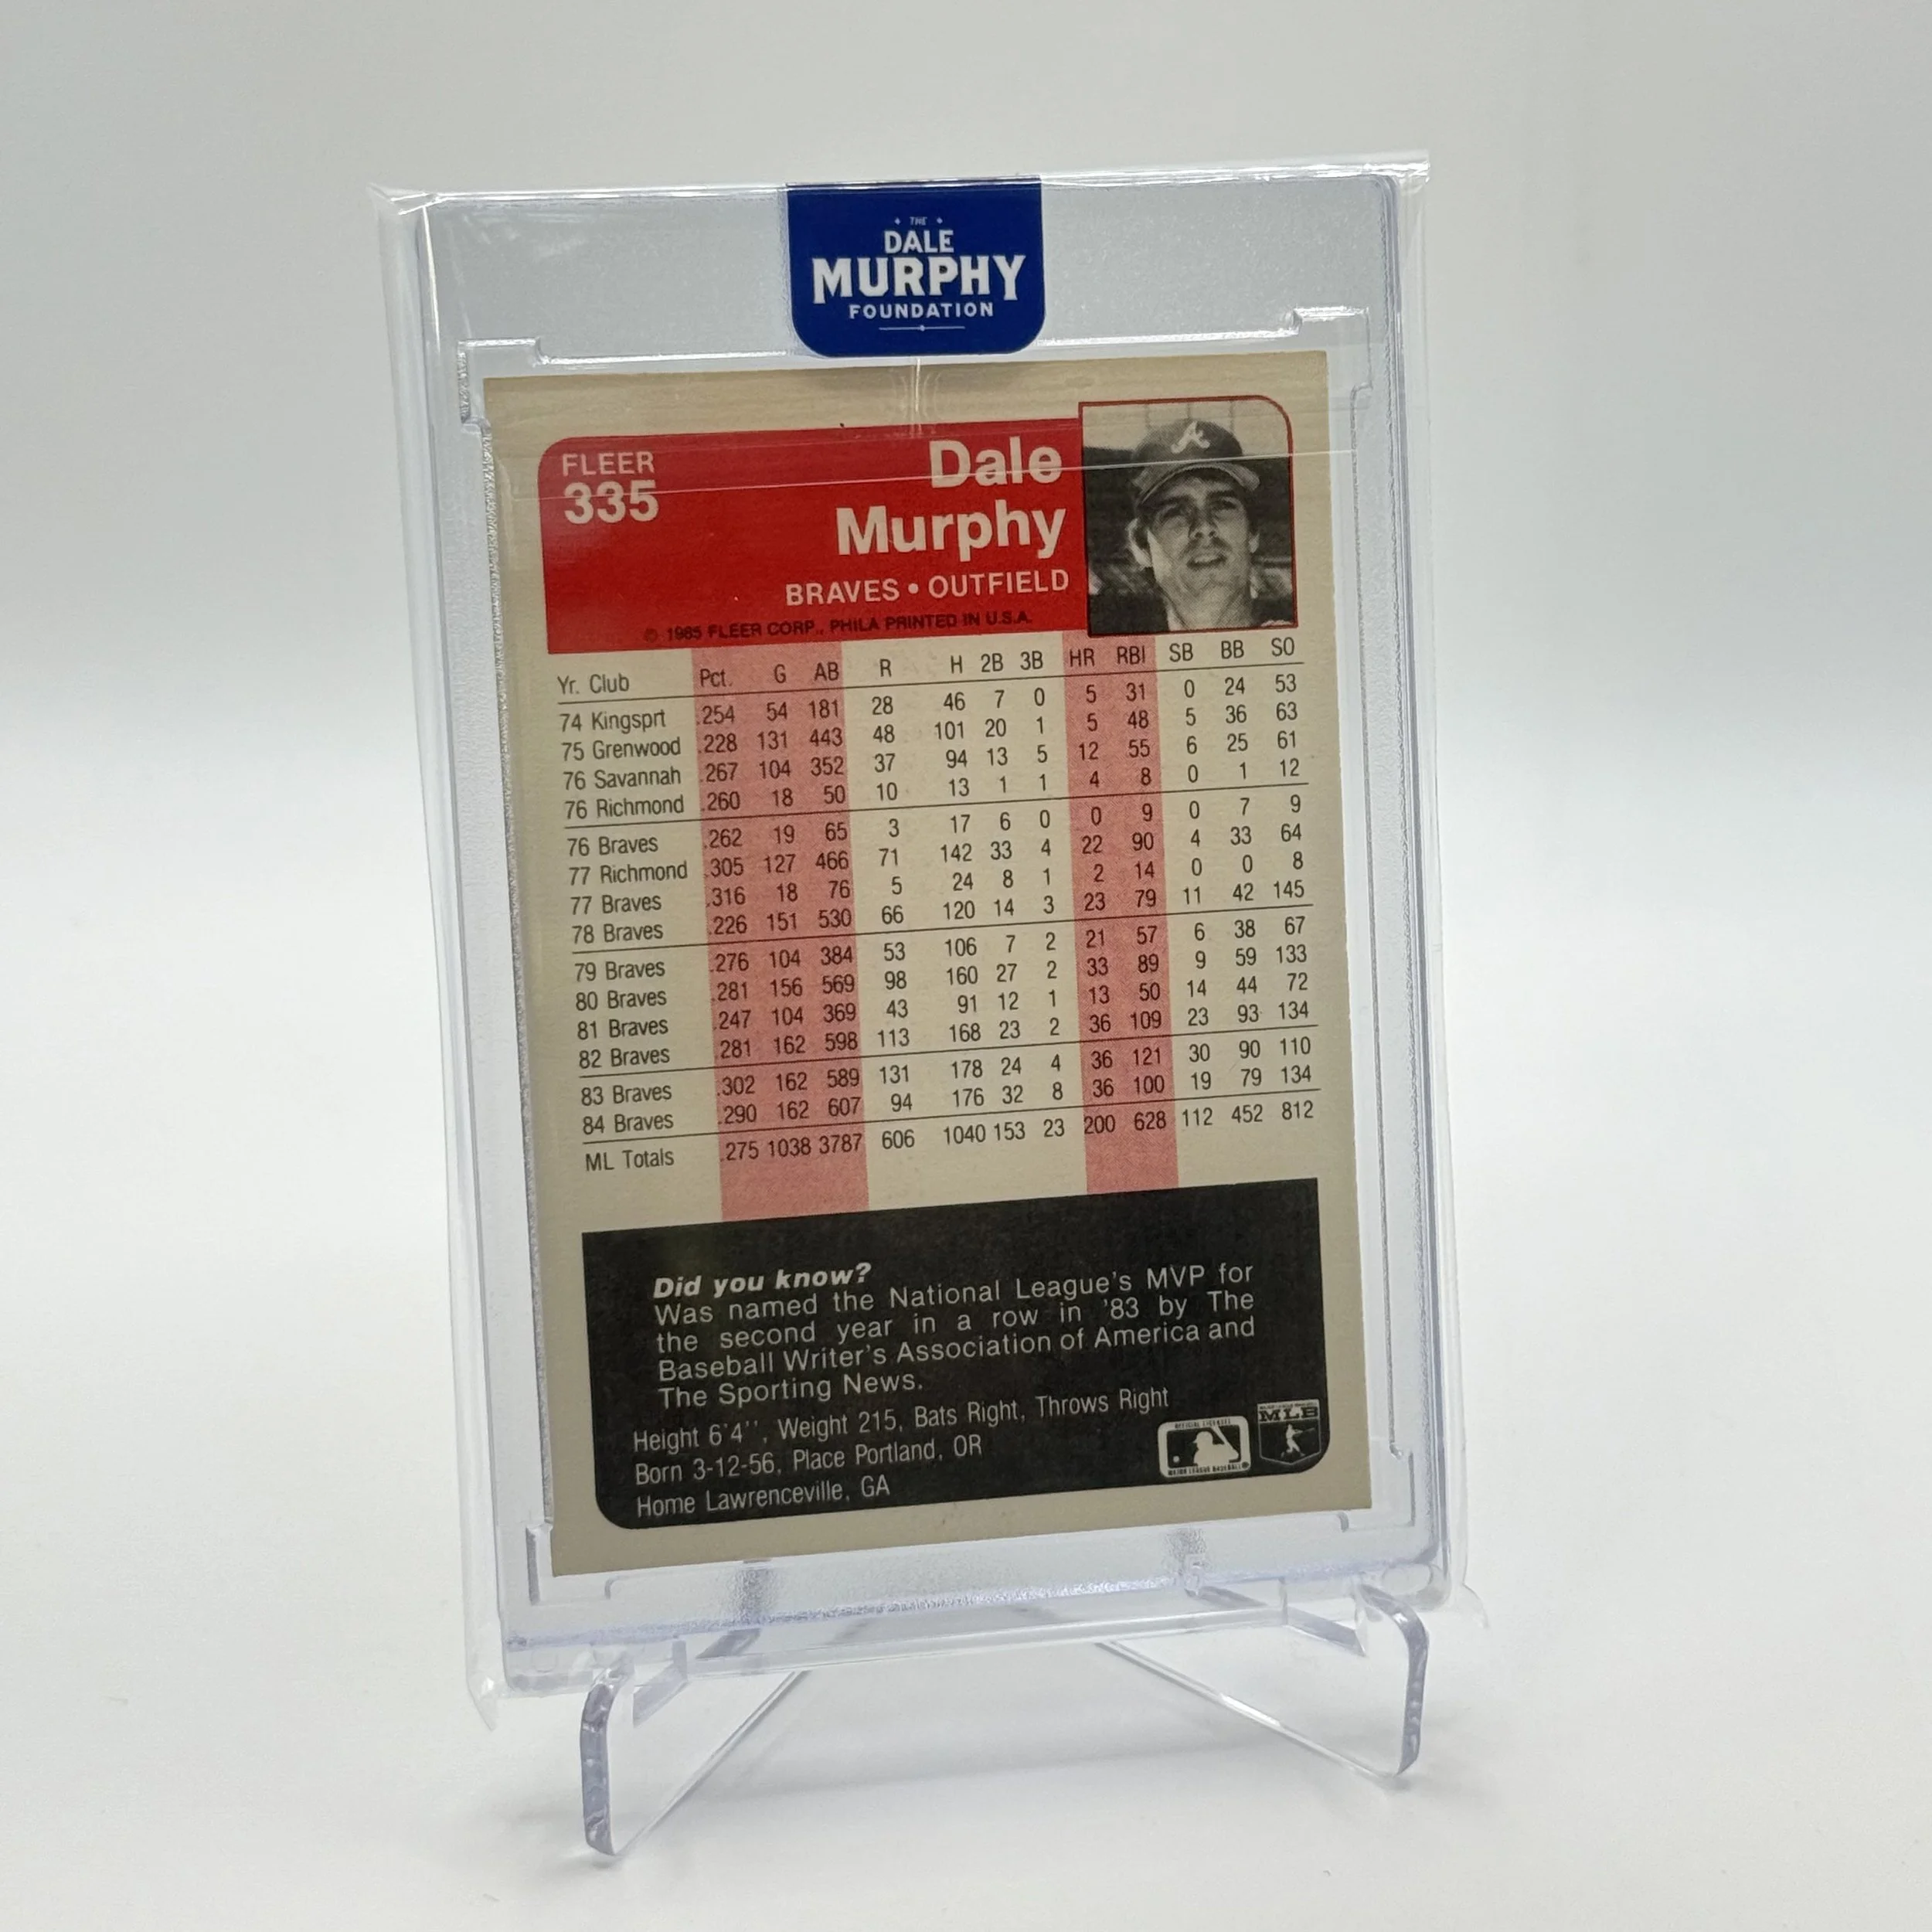 THE
DALE
MURPHY
FOUNDATION
FLEER
335
Dale
Murphy
BRAVES • OUTFIELD
© 1985 FLEER CORP., PHILA PRINTED IN U.S.A.
Yr. Club Pct. G AB R H 2B 3B HR RBI SB BB SO
74 Kingsprt .254 54 181 28 46 7 0 5 31 0 24 53
75 Grenwood .228 131 443 48 101 20 1 5 48 5 36 63
76 Savannah .267 104 352 37 94 13 5 12 55 6 25 61
76 Richmond .260 18 50 10 13 1 1 4 8 0 1 12
76 Braves .262 19 65 3 17 6 0 0 9 0 7 9
77 Richmond .305 127 466 71 142 33 4 22 90 4 33 64
77 Braves .316 18 76 5 24 8 1 2 14 0 0 8
78 Braves .226 151 530 66 120 14 3 23 79 11 42 145
79 Braves .276 104 384 53 106 7 2 21 57 6 38 67
80 Braves .281 156 569 98 160 27 2 33 89 9 59 133
81 Braves .247 104 369 43 91 12 1 13 50 14 44 72
82 Braves .281 162 598 113 168 23 2 36 109 23 93 134
83 Braves .302 162 589 131 178 24 4 36 121 30 90 110
84 Braves .290 162 607 94 176 32 8 36 100 19 79 134
ML Totals .275 1038 3787 606 1040 153 23 200 628 112 452 812
Did you know?
Was named the National League's MVP for
the second year in a row in '83 by The
Baseball Writer's Association of America and
The Sporting News.
Height 6'4'', Weight 215, Bats Right, Throws Right
Born 3-12-56, Place Portland, OR
Home Lawrenceville, GA
OFFICIAL LICENSEE
MAJOR LEAGUE BASEBALL
MLB